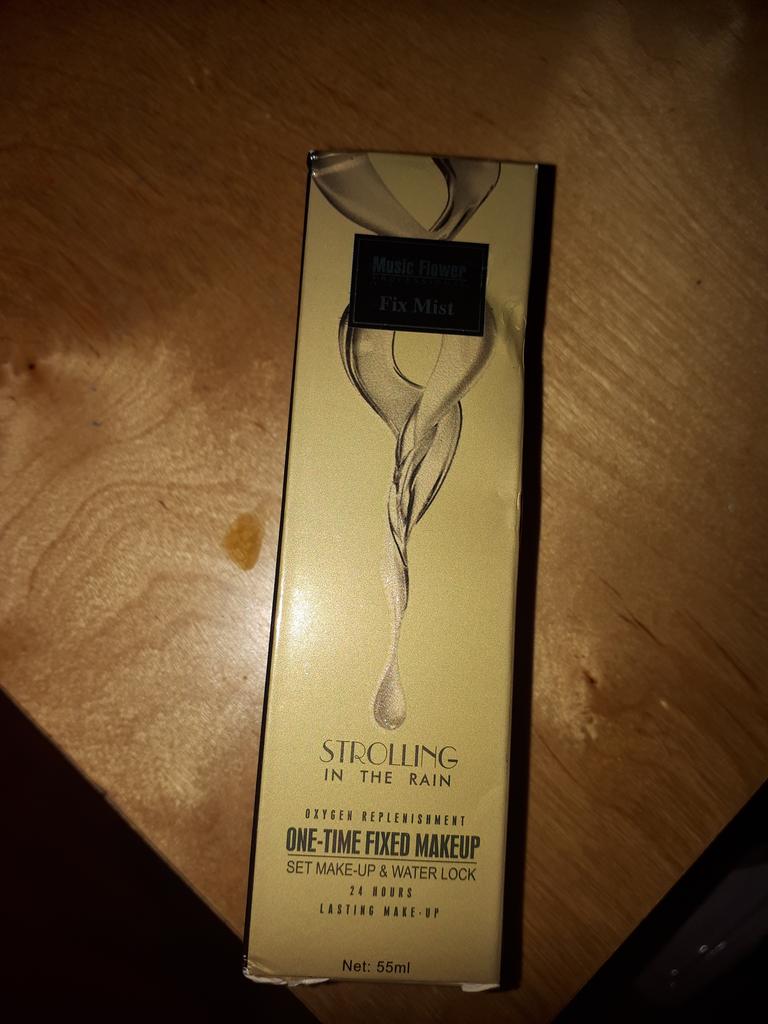 Music Flower
PROFESSIONAL
Fix Mist
STROLLING
IN THE RAIN
OXYGEN REPLENISHMENT
ONE-TIME FIXED MAKEUP
SET MAKE-UP & WATER LOCK
24 HOURS
LASTING MAKE-UP
Net: 55ml